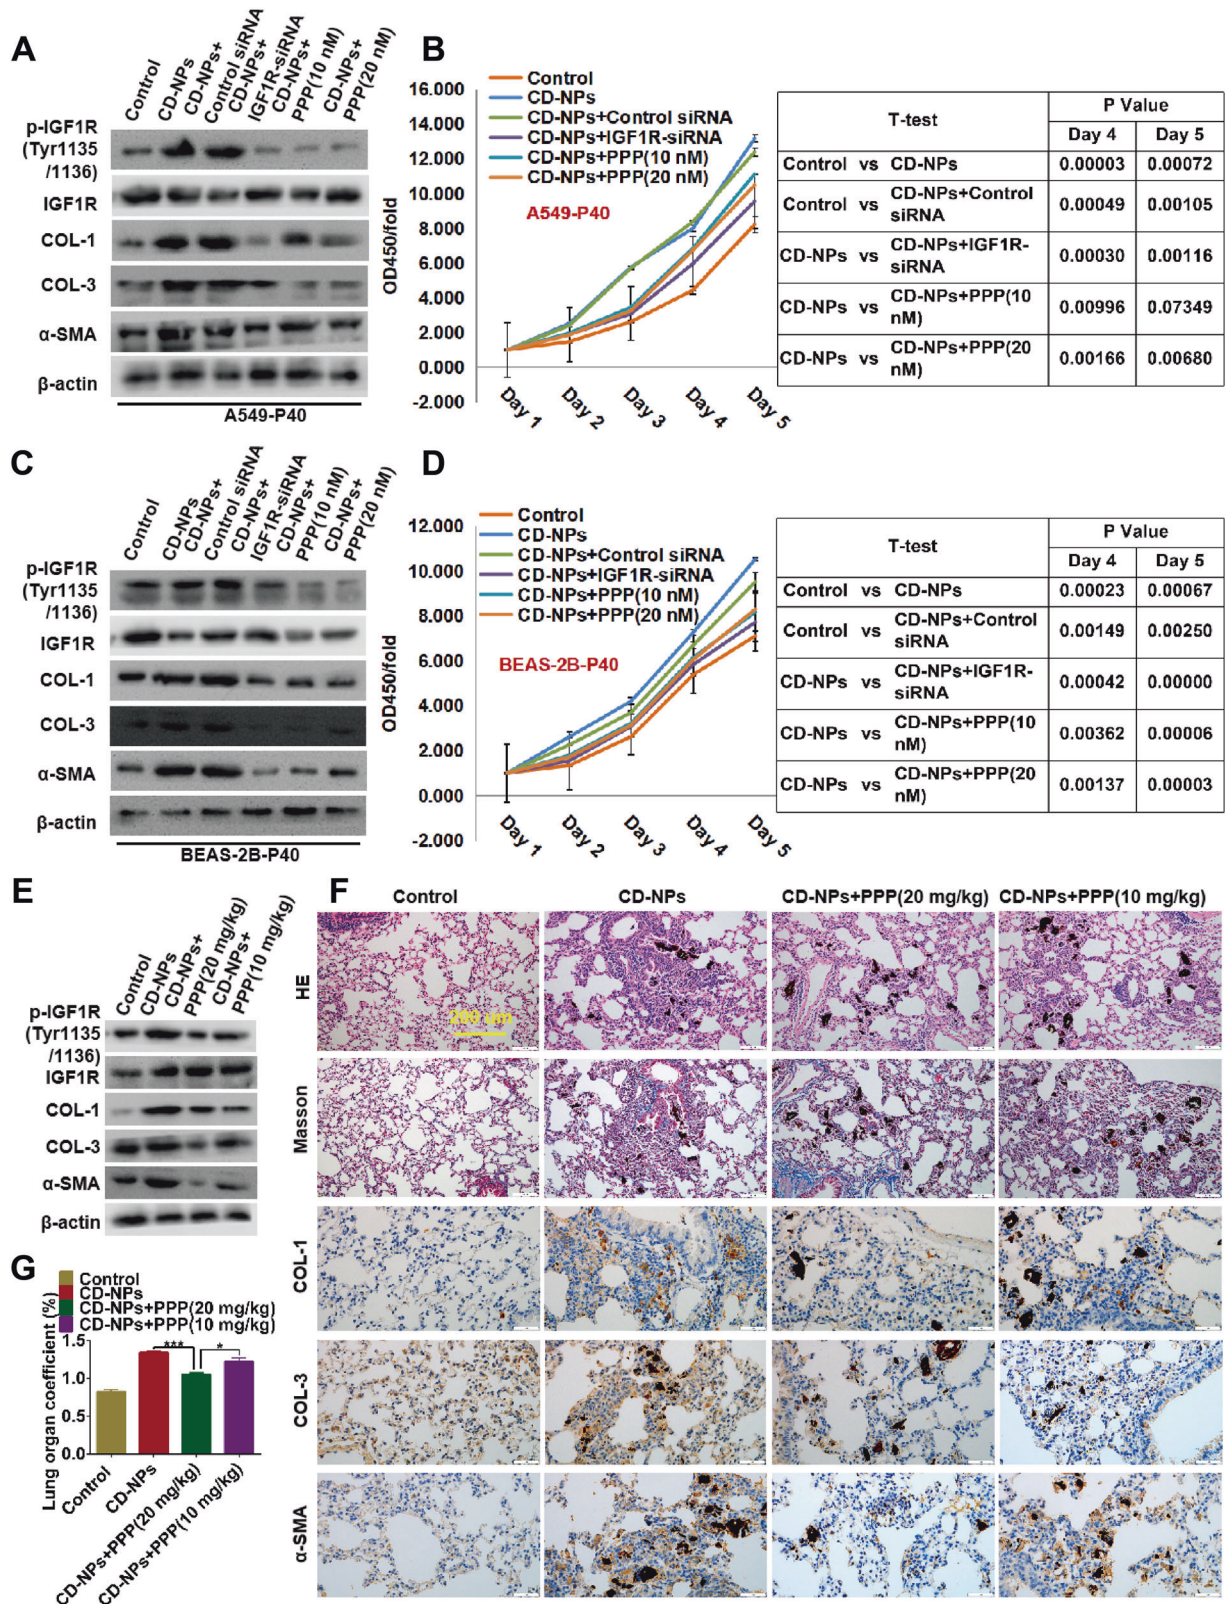 A
Control
CD-NPs
CD-NPs+
Control siRNA
CD-NPs+
IGF1R-siRNA
CD-NPs+
PPP(10 nM)
CD-NPs+
PPP(20 nM)
p-IGF1R
(Tyr1135
/1136)
IGF1R
COL-1
COL-3
α-SMA
β-actin
A549-P40
B
Control
CD-NPs
CD-NPs+Control siRNA
CD-NPs+IGF1R-siRNA
CD-NPs+PPP(10 nM)
CD-NPs+PPP(20 nM)
A549-P40
OD450/fold
16.000
14.000
12.000
10.000
8.000
6.000
4.000
2.000
0.000
-2.000
Day 1
Day 2
Day 3
Day 4
Day 5
T-test
P Value
Day 4 Day 5
Control vs CD-NPs 0.00003 0.00072
Control vs CD-NPs+Control siRNA 0.00049 0.00105
CD-NPs vs CD-NPs+IGF1R-siRNA 0.00030 0.00116
CD-NPs vs CD-NPs+PPP(10 nM) 0.00996 0.07349
CD-NPs vs CD-NPs+PPP(20 nM) 0.00166 0.00680
C
Control
CD-NPs
CD-NPs+
Control siRNA
CD-NPs+
IGF1R-siRNA
CD-NPs+
PPP(10 nM)
CD-NPs+
PPP(20 nM)
p-IGF1R
(Tyr1135
/1136)
IGF1R
COL-1
COL-3
α-SMA
β-actin
BEAS-2B-P40
D
Control
CD-NPs
CD-NPs+Control siRNA
CD-NPs+IGF1R-siRNA
CD-NPs+PPP(10 nM)
CD-NPs+PPP(20 nM)
BEAS-2B-P40
OD450/fold
12.000
10.000
8.000
6.000
4.000
2.000
0.000
-2.000
Day 1
Day 2
Day 3
Day 4
Day 5
T-test
P Value
Day 4 Day 5
Control vs CD-NPs 0.00023 0.00067
Control vs CD-NPs+Control siRNA 0.00149 0.00250
CD-NPs vs CD-NPs+IGF1R-siRNA 0.00042 0.00000
CD-NPs vs CD-NPs+PPP(10 nM) 0.00362 0.00006
CD-NPs vs CD-NPs+PPP(20 nM) 0.00137 0.00003
E
Control
CD-NPs
CD-NPs+
PPP(20 mg/kg)
CD-NPs+
PPP(10 mg/kg)
p-IGF1R
(Tyr1135
/1136)
IGF1R
COL-1
COL-3
α-SMA
β-actin
F
Control
CD-NPs
CD-NPs+PPP(20 mg/kg)
CD-NPs+PPP(10 mg/kg)
HE
200 um
Masson
COL-1
COL-3
α-SMA
G
Control
CD-NPs
CD-NPs+PPP(20 mg/kg)
CD-NPs+PPP(10 mg/kg)
Lung organ coefficient (%)
1.5
1.0
0.5
0.0
***
*
Control
CD-NPs
CD-NPs+PPP(20 mg/kg)
CD-NPs+PPP(10 mg/kg)